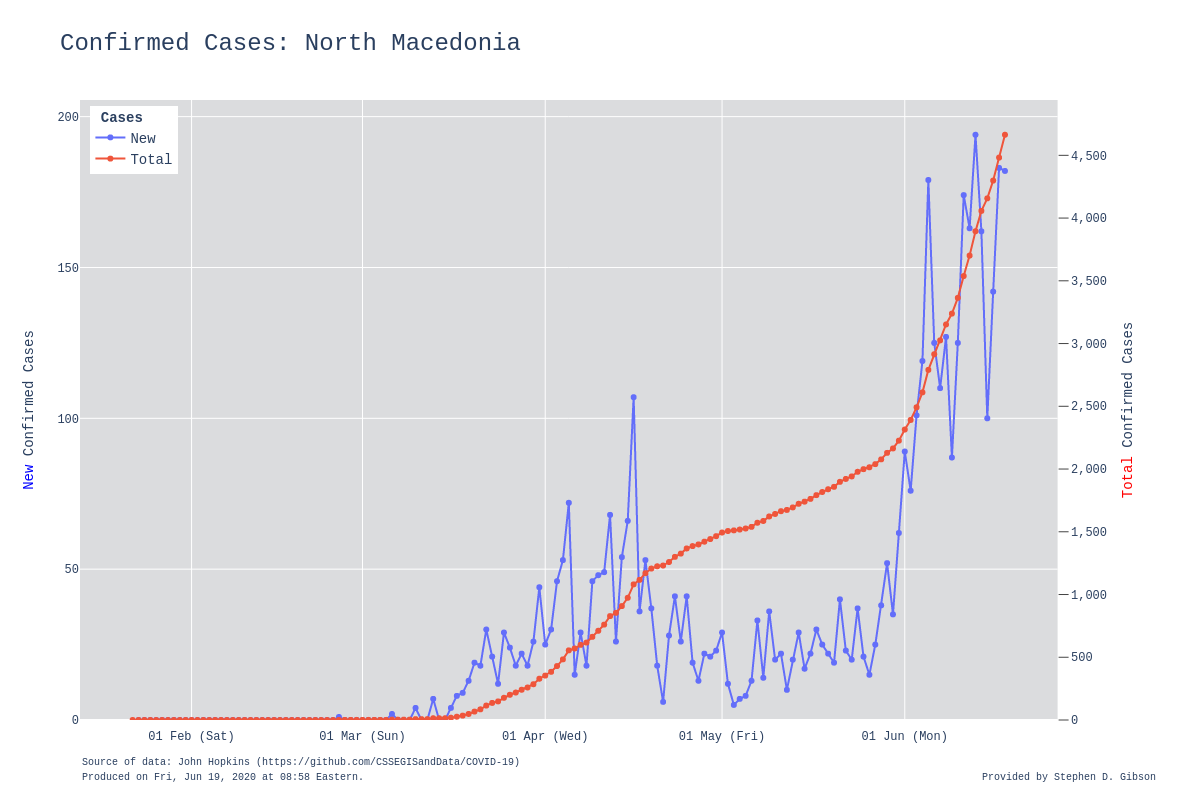 Confirmed Cases: North Macedonia
Cases
New
Total
200
150
100
50
0
4,500
4,000
3,500
3,000
2,500
2,000
1,500
1,000
500
0
New Confirmed Cases
Total Confirmed Cases
01 Feb (Sat)
01 Mar (Sun)
01 Apr (Wed)
01 May (Fri)
01 Jun (Mon)
Source of data: John Hopkins (https://github.com/CSSEGISandData/COVID-19)
Produced on Fri, Jun 19, 2020 at 08:58 Eastern.
Provided by Stephen D. Gibson